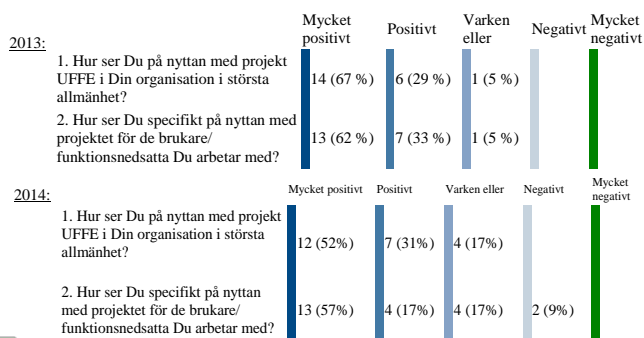 2013:
Mycket positivt Positivt Varken eller Negativt Mycket negativt
1. Hur ser Du på nyttan med projekt
UFFE i Din organisation i största
allmänhet?
14 (67 %) 6 (29 %) 1 (5 %)
2. Hur ser Du specifikt på nyttan med
projektet för de brukare/
funktionsnedsatta Du arbetar med?
13 (62 %) 7 (33 %) 1 (5 %)
2014:
Mycket positivt Positivt Varken eller Negativt Mycket negativt
1. Hur ser Du på nyttan med projekt
UFFE i Din organisation i största
allmänhet?
12 (52%) 7 (31%) 4 (17%)
2. Hur ser Du specifikt på nyttan
med projektet för de brukare/
funktionsnedsatta Du arbetar med?
13 (57%) 4 (17%) 4 (17%) 2 (9%)